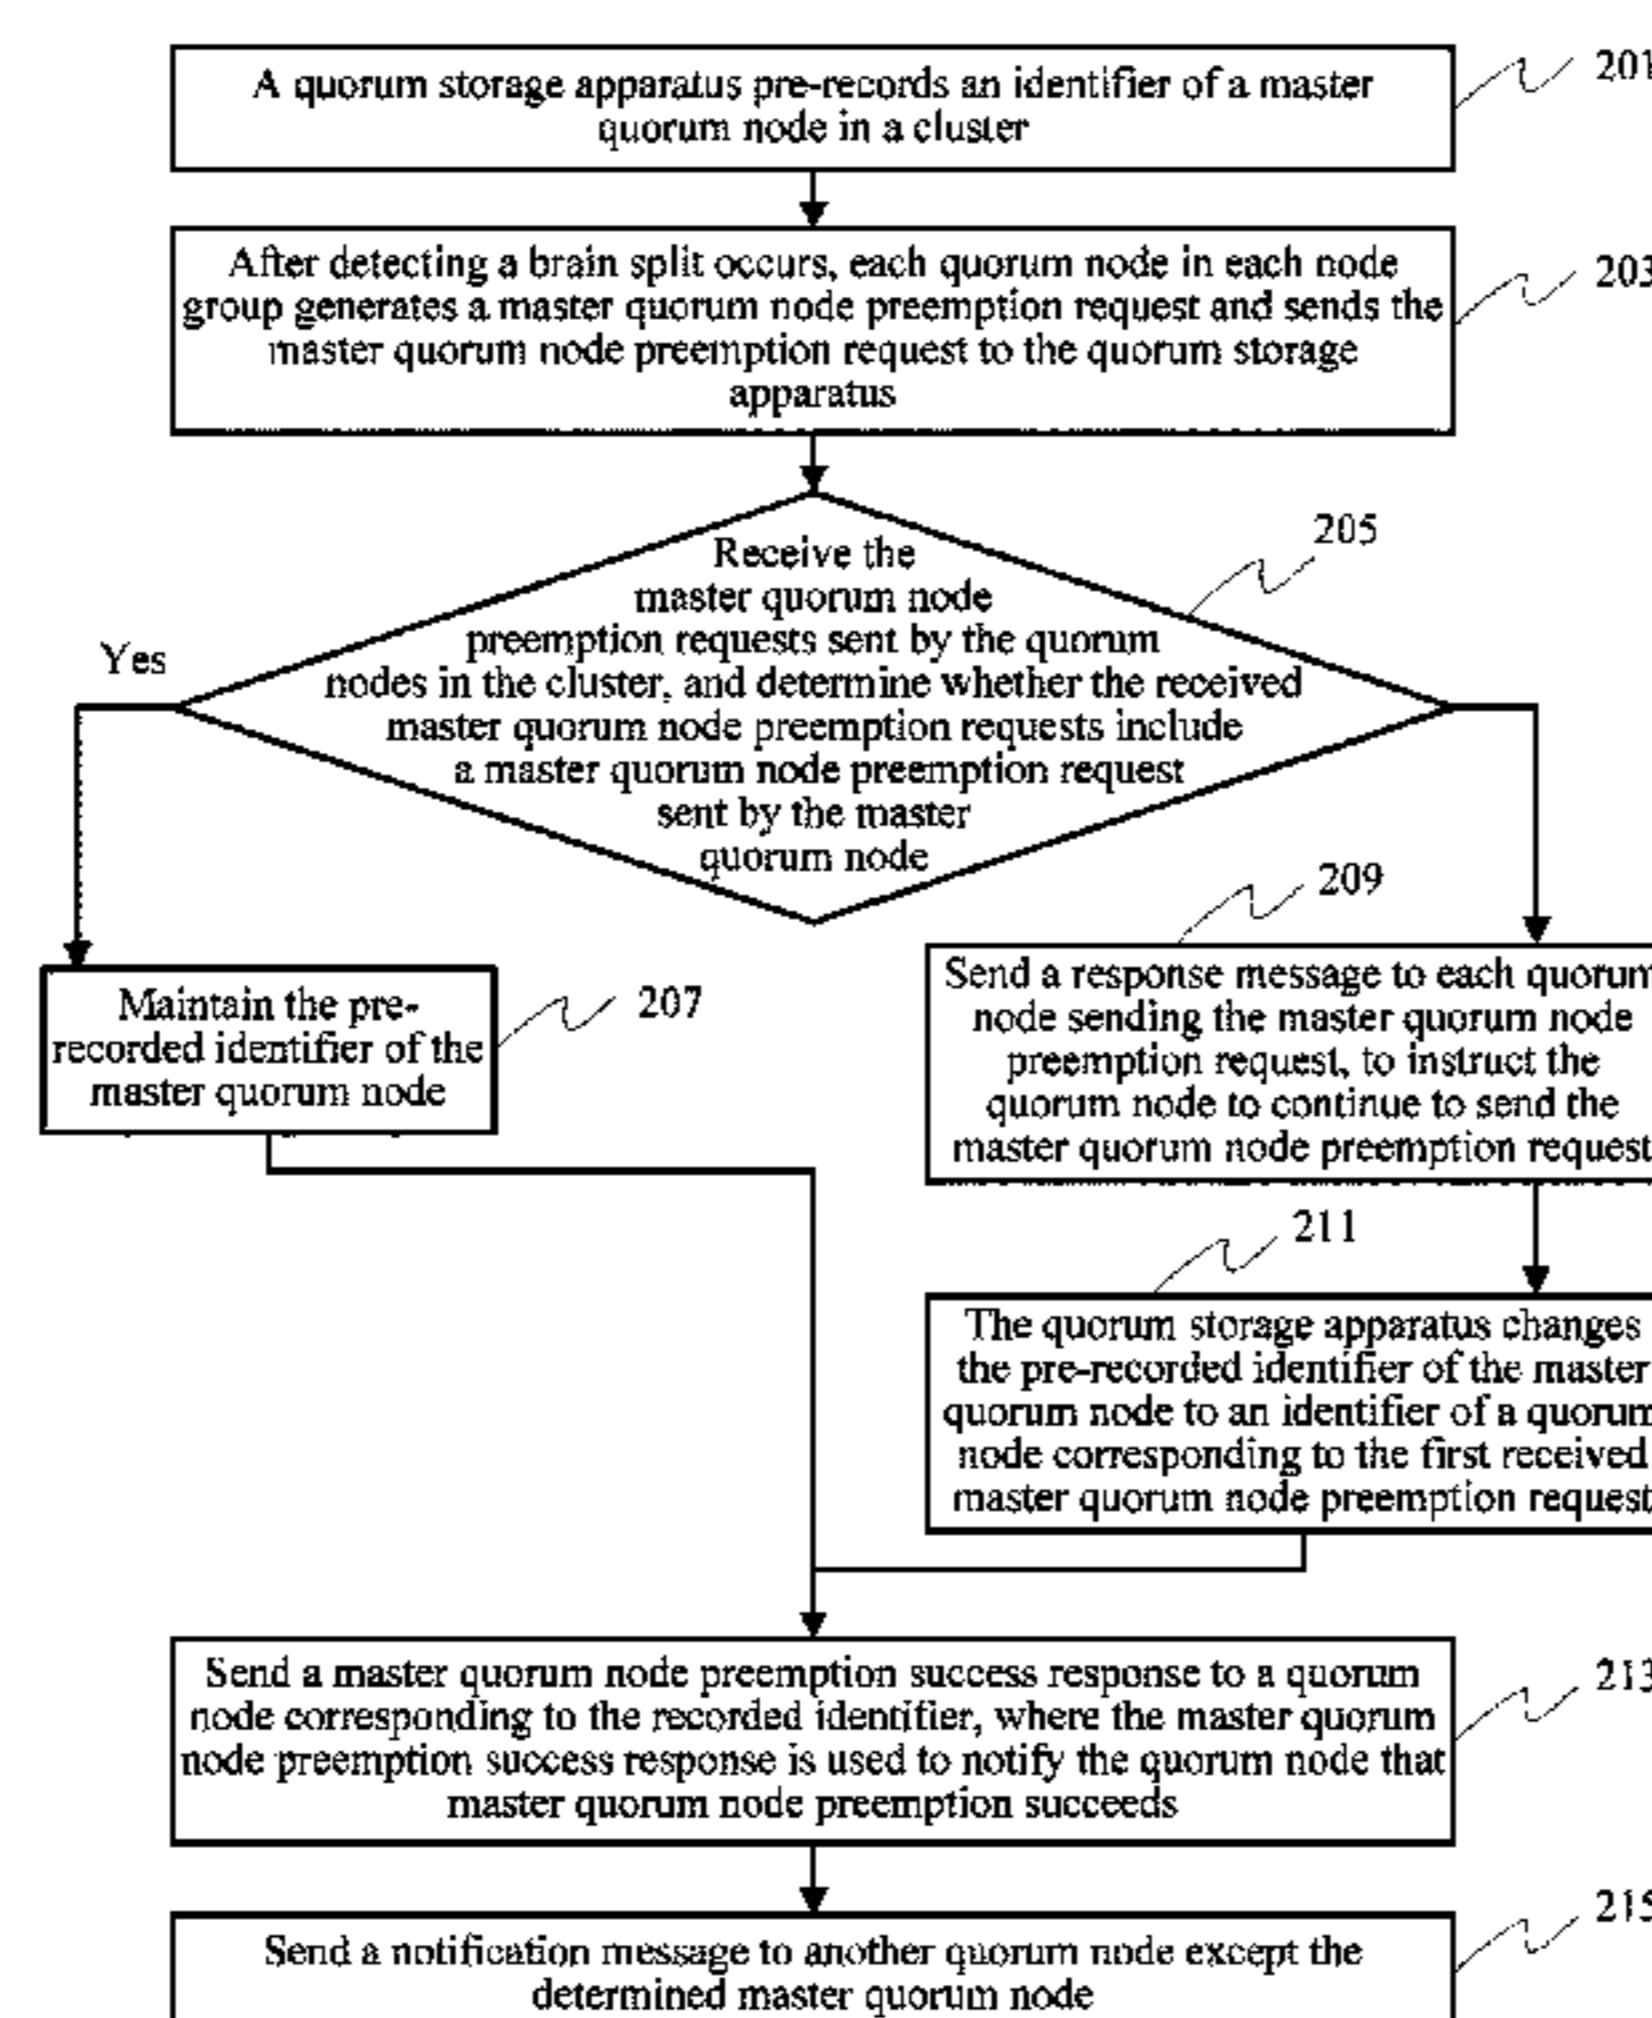 A quorum storage apparatus pre-records an identifier of a master
quorum node in a cluster
201
After detecting a brain split occurs, each quorum node in each node
group generates a master quorum node preemption request and sends the
master quorum node preemption request to the quorum storage
apparatus
203
205
Receive the
master quorum node
preemption requests sent by the quorum
nodes in the cluster, and determine whether the received
master quorum node preemption requests include
a master quorum node preemption request
sent by the master
quorum node
Yes
Maintain the pre-
recorded identifier of the
master quorum node
207
209
Send a response message to each quorum
node sending the master quorum node
preemption request, to instruct the
quorum node to continue to send the
master quorum node preemption request
211
The quorum storage apparatus changes
the pre-recorded identifier of the master
quorum node to an identifier of a quorum
node corresponding to the first received
master quorum node preemption request
Send a master quorum node preemption success response to a quorum
node corresponding to the recorded identifier, where the master quorum
node preemption success response is used to notify the quorum node that
master quorum node preemption succeeds
213
215
Send a notification message to another quorum node except the
determined master quorum node